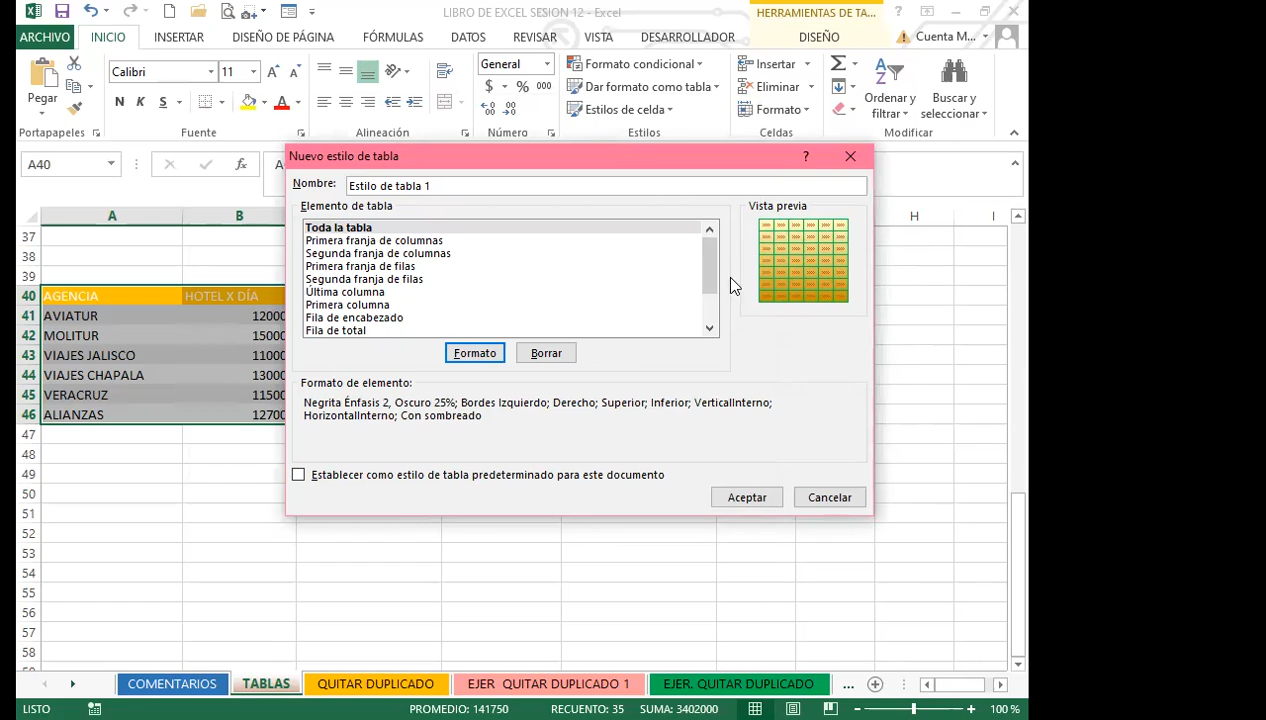 LIBRO DE EXCEL SESION 12 - Excel
HERRAMIENTAS DE TA...
ARCHIVO INICIO INSERTAR DISEÑO DE PÁGINA FÓRMULAS DATOS REVISAR VISTA DESARROLLADOR DISEÑO Cuenta M...
Calibri 11 General Formato condicional Insertar
$ % 000 Dar formato como tabla Eliminar
Pegar N K S A Estilos de celda Formato Ordenar y filtrar Buscar y seleccionar
Portapapeles Fuente Alineación Número Estilos Celdas Modificar
A40 fx
Nuevo estilo de tabla ?
Nombre: Estilo de tabla 1
Elemento de tabla Vista previa
Toda la tabla
Primera franja de columnas
Segunda franja de columnas
Primera franja de filas
Segunda franja de filas
Última columna
Primera columna
Fila de encabezado
Fila de total
Formato Borrar
Formato de elemento:
Negrita Énfasis 2, Oscuro 25%; Bordes Izquierdo; Derecho; Superior; Inferior; VerticalInterno;
HorizontalInterno; Con sombreado
Establecer como estilo de tabla predeterminado para este documento
Aceptar Cancelar
A B H I
37
38
39
40 AGENCIA HOTEL X DÍA
41 AVIATUR 12000
42 MOLITUR 15000
43 VIAJES JALISCO 11000
44 VIAJES CHAPALA 13000
45 VERACRUZ 11500
46 ALIANZAS 12700
47
48
49
50
51
52
53
54
55
56
57
58
COMENTARIOS TABLAS QUITAR DUPLICADO EJER QUITAR DUPLICADO 1 EJER. QUITAR DUPLICADO ...
LISTO PROMEDIO: 141750 RECUENTO: 35 SUMA: 3402000 100 %